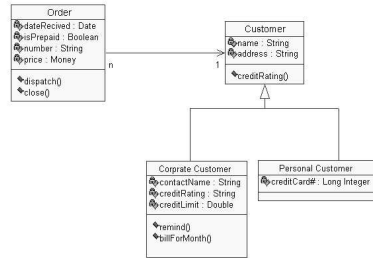 Order
dateRecived : Date
isPrepaid : Boolean
number : String
price : Money
dispatch()
close()
n
1
Customer
name : String
address : String
creditRating()
Corprate Customer
contactName : String
creditRating : String
creditLimit : Double
remind()
billForMonth()
Personal Customer
creditCard# : Long Integer